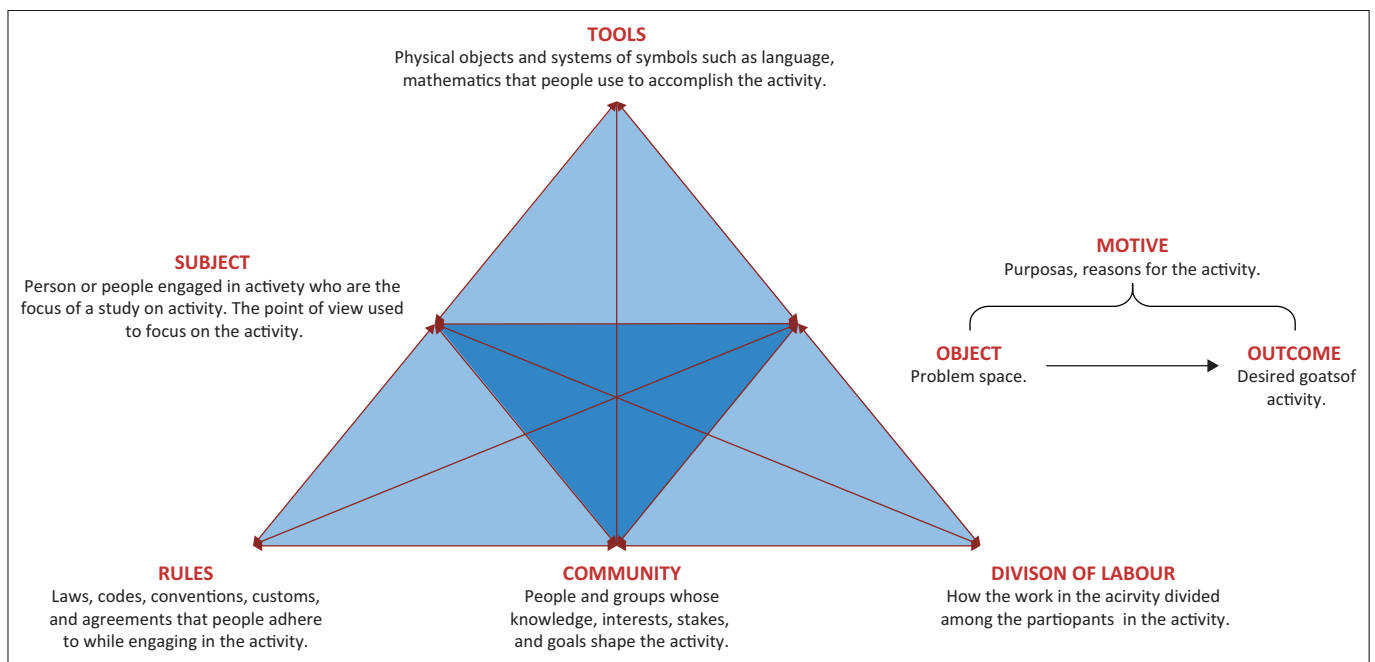 TOOLS
Physical objects and systems of symbols such as language,
mathematics that people use to accomplish the activity.
SUBJECT
Person or people engaged in activety who are the
focus of a study on activity. The point of view used
to focus on the activity.
MOTIVE
Purposas, reasons for the activity.
OBJECT
Problem space.
OUTCOME
Desired goatsof
activity.
RULES
Laws, codes, conventions, customs,
and agreements that people adhere
to while engaging in the activity.
COMMUNITY
People and groups whose
knowledge, interests, stakes,
and goals shape the activity.
DIVISON OF LABOUR
How the work in the acirvity divided
among the partiopants in the activity.